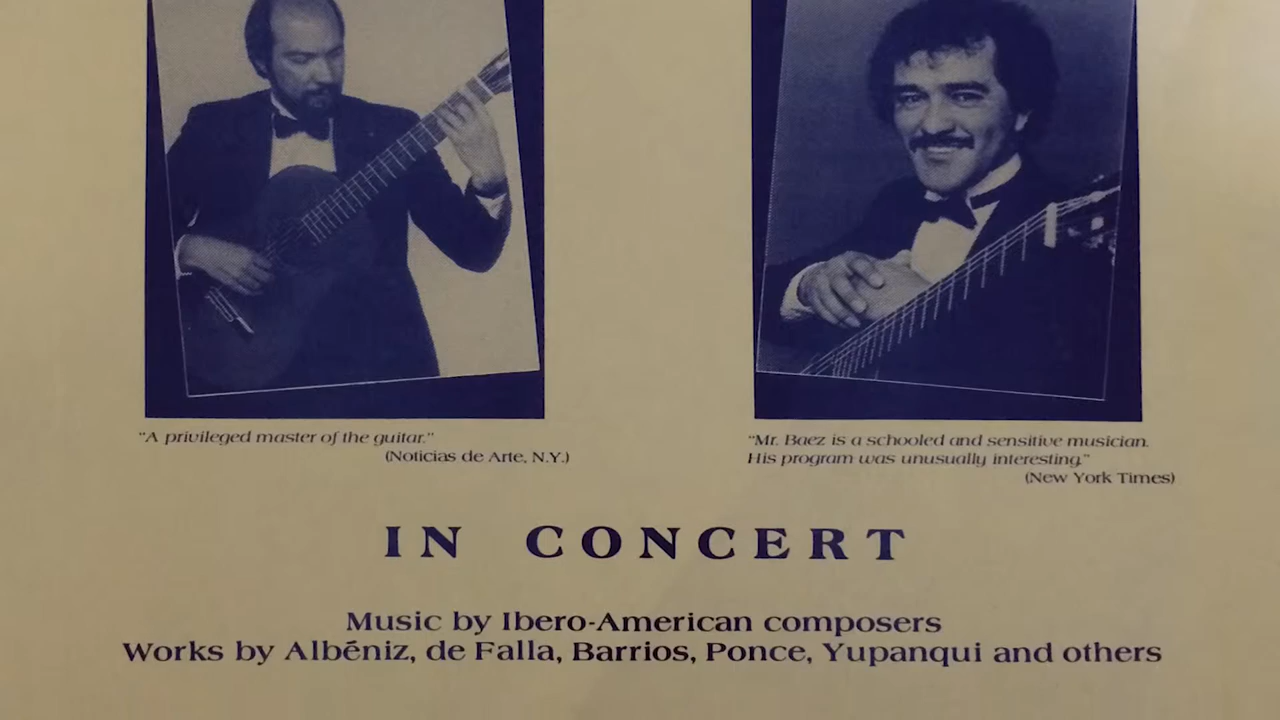 "A privileged master of the guitar."
(Noticias de Arte, N.Y.)
"Mr. Baez is a schooled and sensitive musician.
His program was unusually interesting."
(New York Times)
IN CONCERT
Music by Ibero-American composers
Works by Albéniz, de Falla, Barrios, Ponce, Yupanqui and others